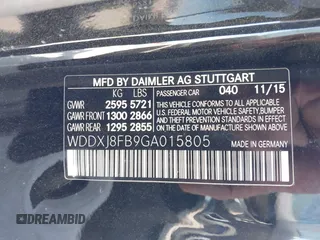 MFD BY DAIMLER AG STUTTGART
KG LBS PASSENGER CAR 040 11/15
GVWR 2595 5721 THIS VEHICLE CONFORMS TO ALL
GAWR FRONT 1300 2866 APPLICABLE U.S. FEDERAL
GAWR REAR 1295 2855 MOTOR VEHICLE SAFETY, BUMPER
AND THEFT PREVENTION
STANDARDS IN EFFECT ON THE DATE
OF MANUFACTURE SHOWN ABOVE.
WDDXJ8FB9GA015805
MADE IN GERMANY
DREAMBID